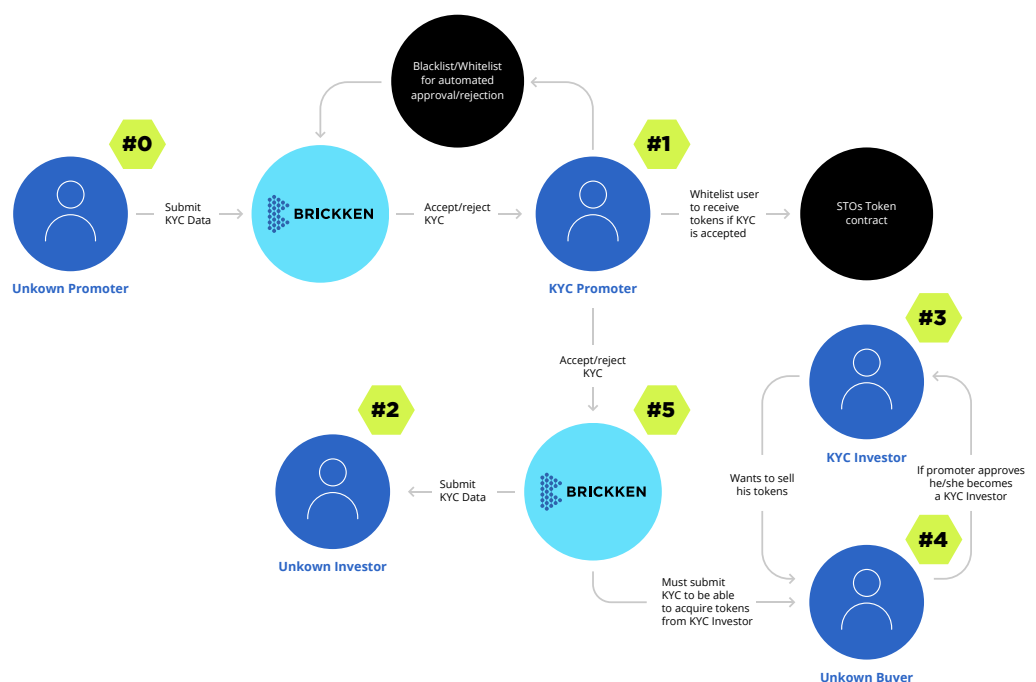 Blacklist/Whitelist
for automated
approval/rejection
#0
#1
Submit
KYC Data
BRICKKEN
Accept/reject
KYC
Whitelist user
to receive
tokens if KYC
is accepted
STOs Token
contract
Unkown Promoter
KYC Promoter
#3
Accept/reject
KYC
#2
#5
KYC Investor
Submit
KYC Data
BRICKKEN
Wants to sell
his tokens
If promoter approves
he/she becomes
a KYC Investor
#4
Unkown Investor
Must submit
KYC to be able
to acquire tokens
from KYC Investor
Unkown Buver